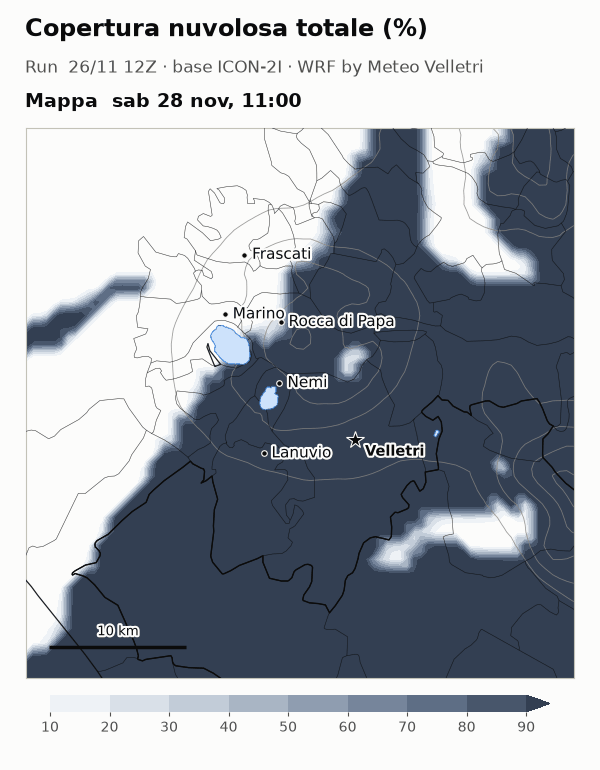 Copertura nuvolosa totale (%)
Run  26/11 12Z · base ICON-2I · WRF by Meteo Velletri
Mappa  sab 28 nov, 11:00
Frascati
Marino
Rocca di Papa
Nemi
Velletri
Lanuvio
10 km
10 20 30 40 50 60 70 80 90